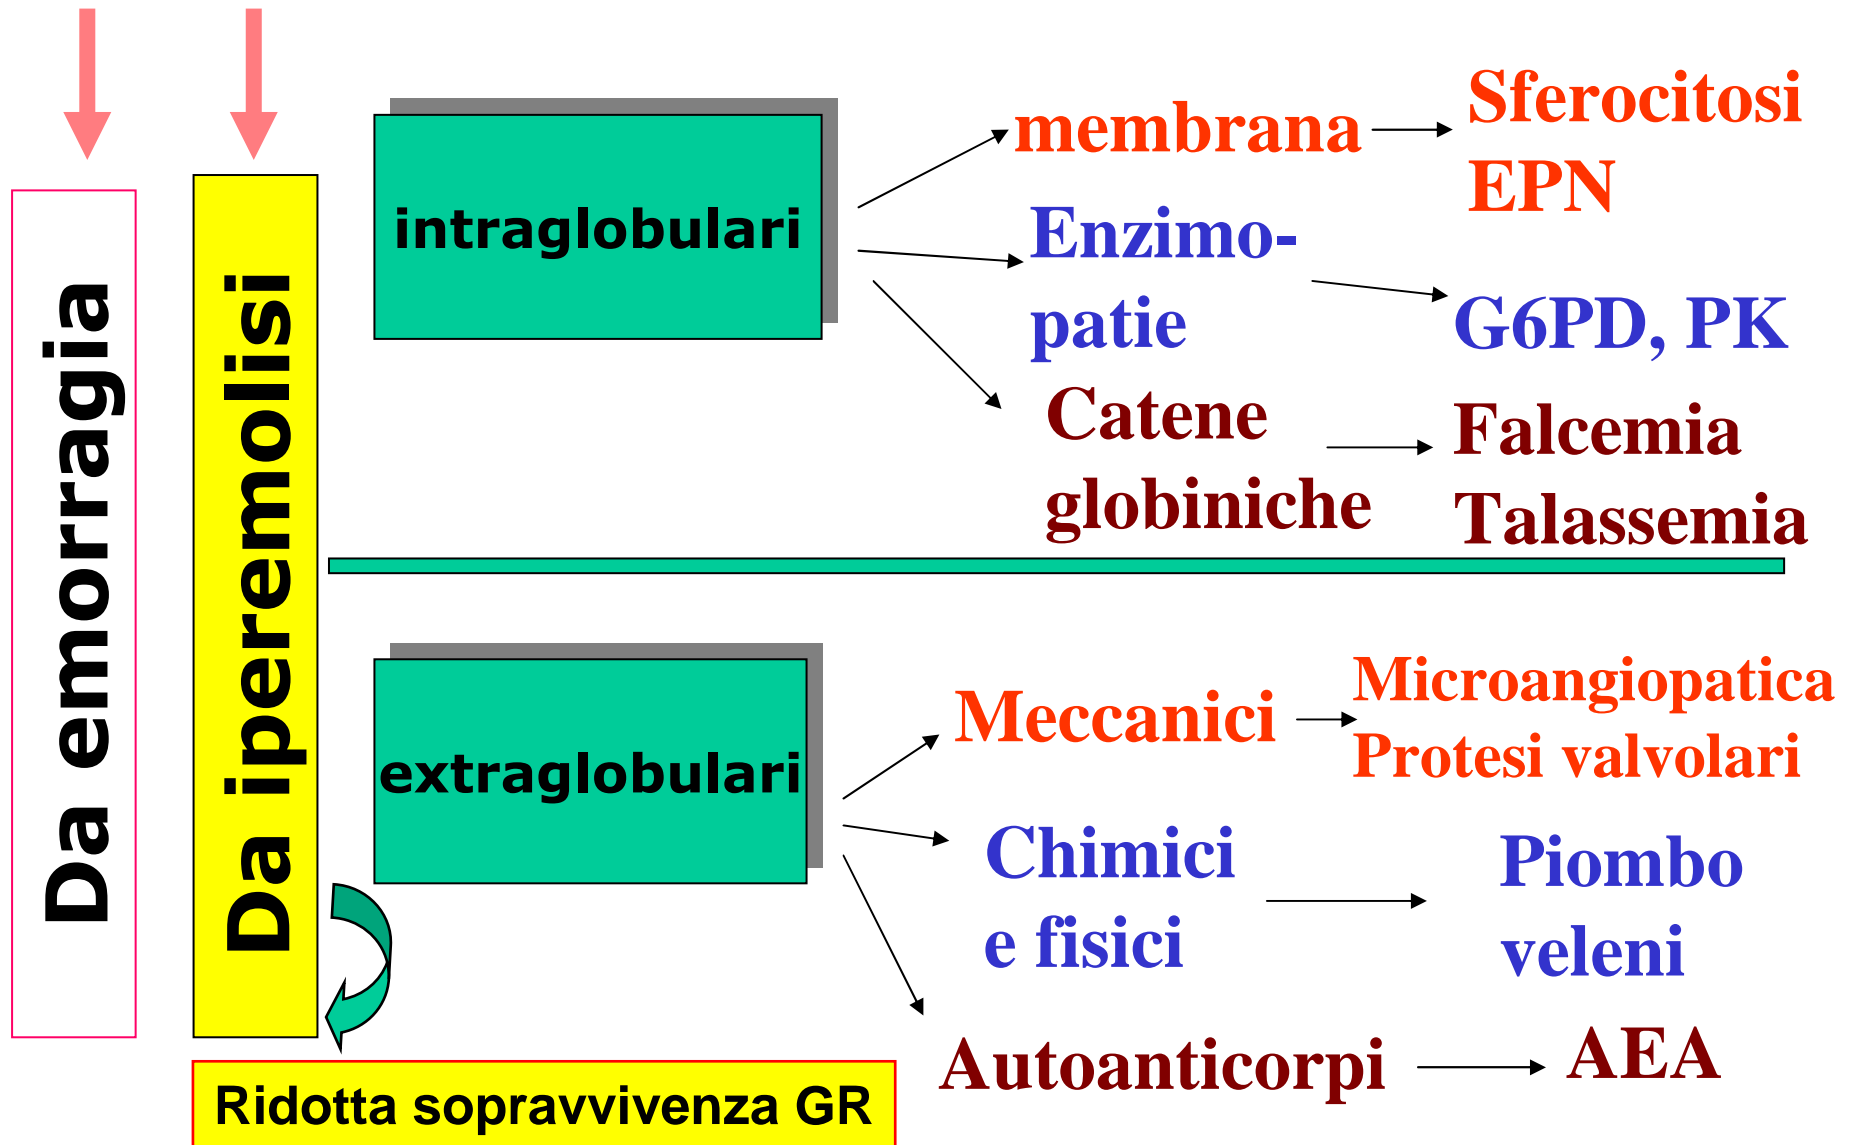 Da emorragia
Da iperemolisi
intraglobulari
membrana
Sferocitosi
EPN
Enzimo-
patie
G6PD, PK
Catene
globiniche
Falcemia
Talassemia
extraglobulari
Meccanici
Microangiopatica
Protesi valvolari
Chimici
e fisici
Piombo
veleni
Autoanticorpi
AEA
Ridotta sopravvivenza GR